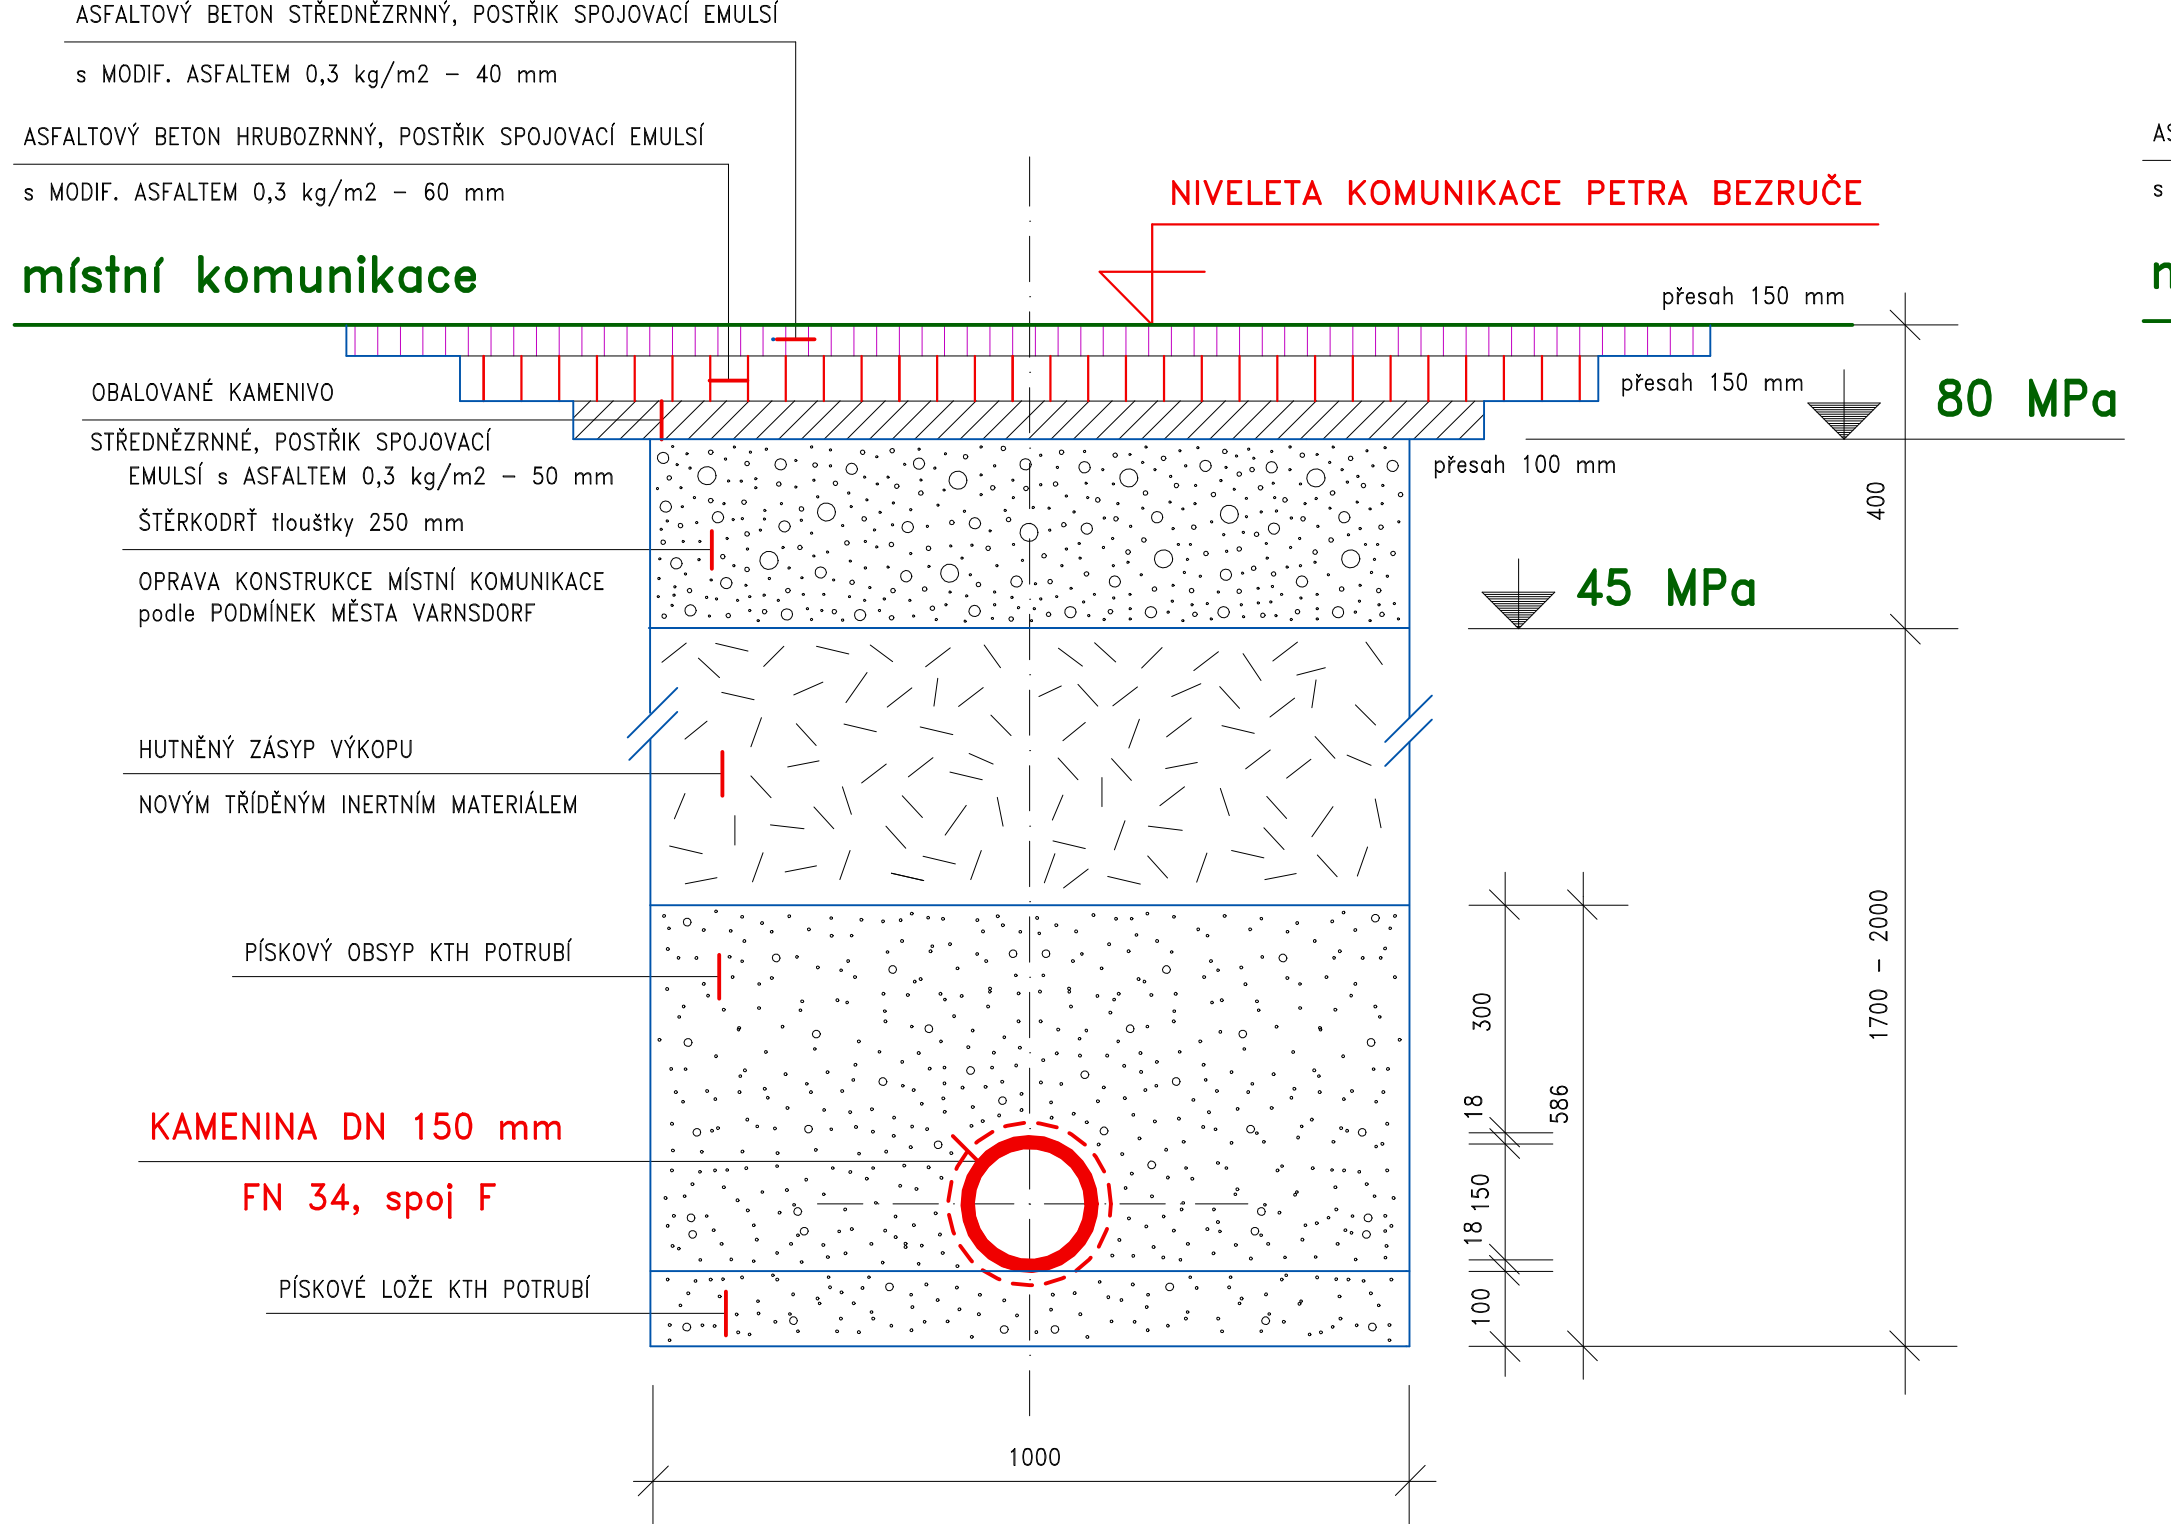 ASFALTOVÝ BETON STŘEDNĚZRNNÝ, POSTŘIK SPOJOVACÍ EMULSÍ
s MODIF. ASFALTEM 0,3 kg/m2 – 40 mm
ASFALTOVÝ BETON HRUBOZRNNÝ, POSTŘIK SPOJOVACÍ EMULSÍ
s MODIF. ASFALTEM 0,3 kg/m2 – 60 mm
NIVELETA KOMUNIKACE PETRA BEZRUČE
místní komunikace
přesah 150 mm
OBALOVANÉ KAMENIVO
přesah 150 mm
80 MPa
STŘEDNĚZRNNÉ, POSTŘIK SPOJOVACÍ
EMULSÍ s ASFALTEM 0,3 kg/m2 – 50 mm
přesah 100 mm
400
ŠTĚRKODRŤ tlouštky 250 mm
OPRAVA KONSTRUKCE MÍSTNÍ KOMUNIKACE
podle PODMÍNEK MĚSTA VARNSDORF
45 MPa
HUTNĚNÝ ZÁSYP VÝKOPU
NOVÝM TŘÍDĚNÝM INERTNÍM MATERIÁLEM
PÍSKOVÝ OBSYP KTH POTRUBÍ
1700 – 2000
300
18
586
KAMENINA DN 150 mm
FN 34, spoj F
150
18
PÍSKOVÉ LOŽE KTH POTRUBÍ
100
1000
s